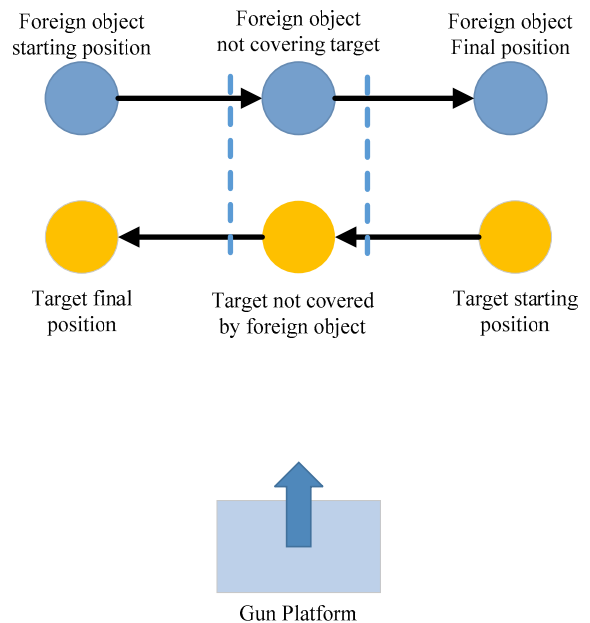 Foreign object
starting position
Foreign object
not covering target
Foreign object
Final position
Target final
position
Target not covered
by foreign object
Target starting
position
Gun Platform